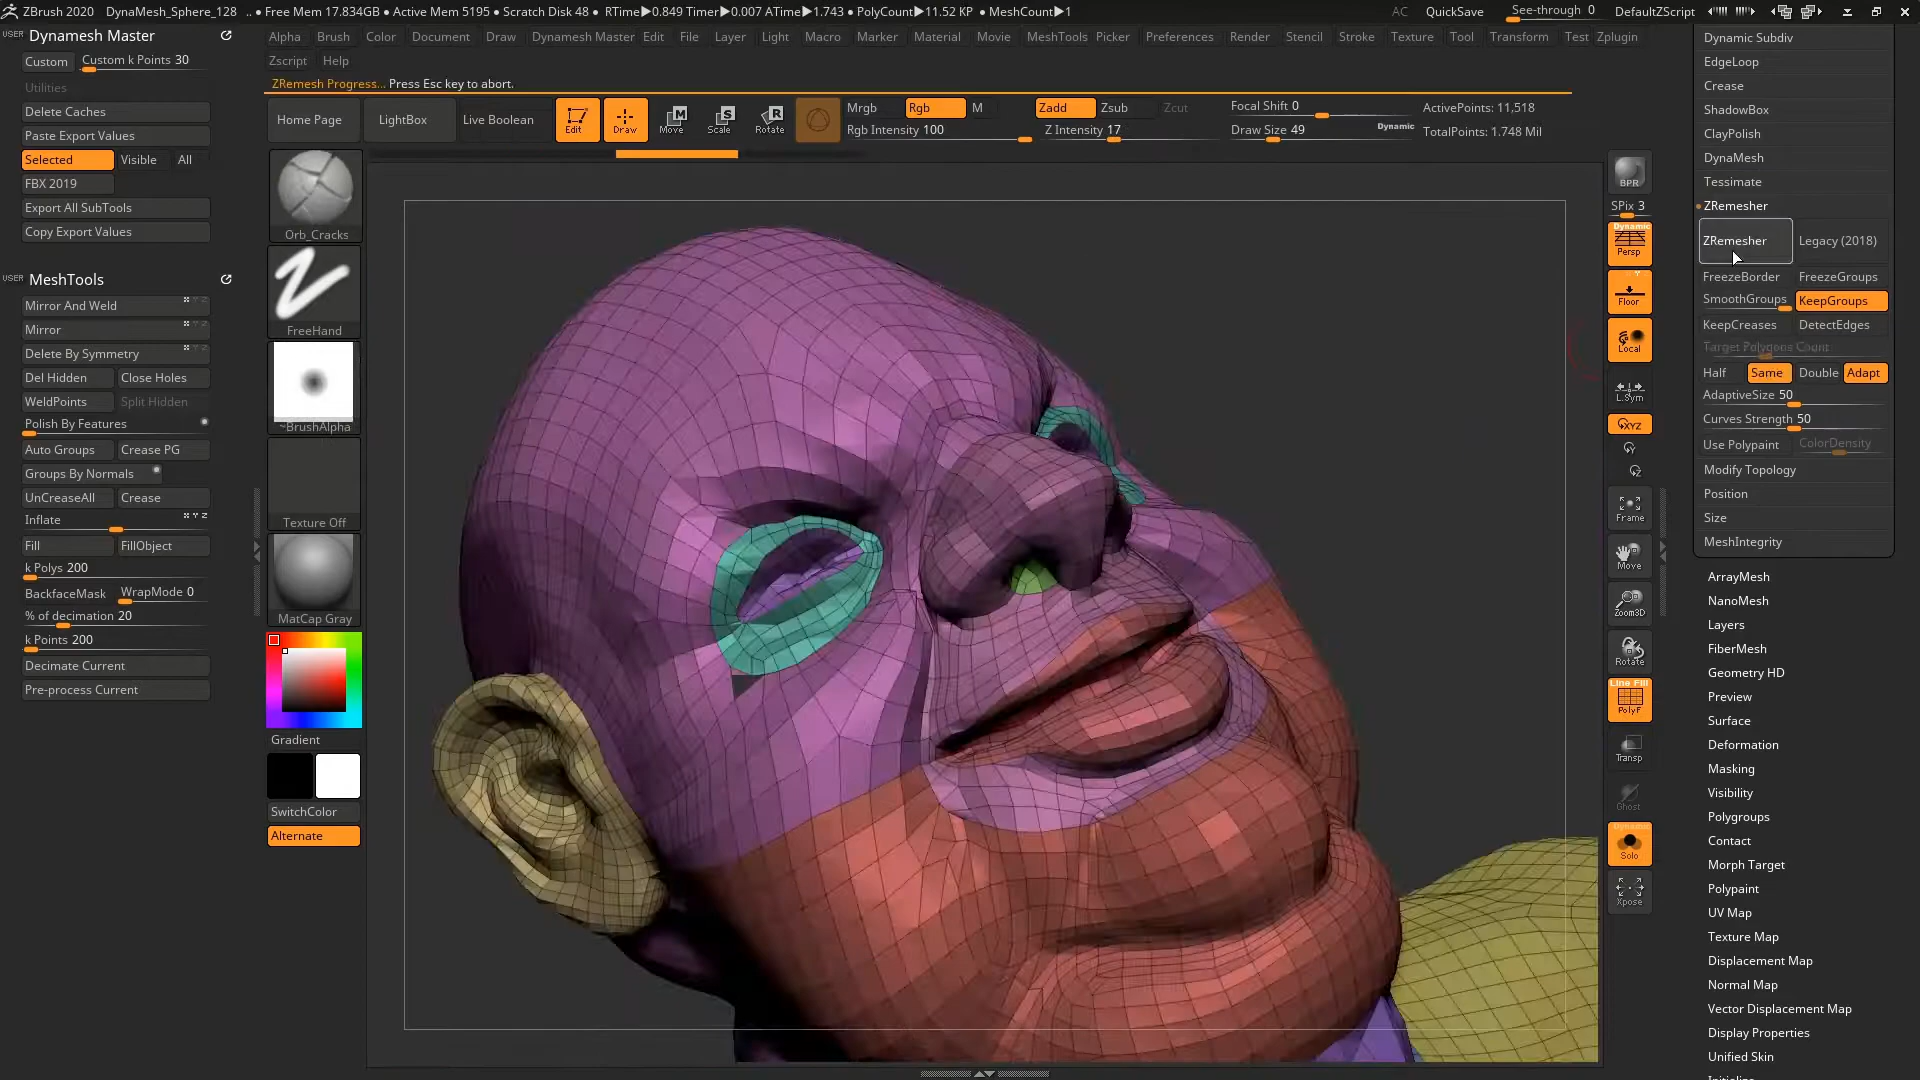 ZBrush 2020 DynaMesh_Sphere_128 .. • Free Mem 17.834GB • Active Mem 5195 • Scratch Disk 48 • RTime▶0.849 Timer▶0.007 ATime▶1.743 • PolyCount▶11.52 KP • MeshCount▶1 AC QuickSave See-through 0 DefaultZScript
USER Dynamesh Master
Custom Custom k Points 30
Utilities
Delete Caches
Paste Export Values
Selected Visible All
FBX 2019
Export All SubTools
Copy Export Values
USER MeshTools
Mirror And Weld
Mirror
Delete By Symmetry
Del Hidden Close Holes
WeldPoints Split Hidden
Polish By Features
Auto Groups Crease PG
Groups By Normals
UnCreaseAll Crease
Inflate X Y Z
Fill FillObject
k Polys 200
BackfaceMask WrapMode 0
% of decimation 20
k Points 200
Decimate Current
Pre-process Current
Alpha Brush Color Document Draw Dynamesh Master Edit File Layer Light Macro Marker Material Movie MeshTools Picker Preferences Render Stencil Stroke Texture Tool Transform Test Zplugin
Zscript Help
ZRemesh Progress... Press Esc key to abort.
Home Page LightBox Live Boolean Edit Draw Move Scale Rotate
Mrgb Rgb M Zadd Zsub Zcut Focal Shift 0 ActivePoints: 11,518
Rgb Intensity 100 Z Intensity 17 Draw Size 49 Dynamic TotalPoints: 1.748 Mil
Orb_Cracks
FreeHand
~BrushAlpha
Texture Off
MatCap Gray
Gradient
SwitchColor
Alternate
BPR
SPix 3
Dynamic
Persp
Floor
Local
L.Sym
XYZ
Frame
Move
Zoom3D
Rotate
Line Fill
PolyF
Transp
Ghost
Dynamic
Solo
Xpose
Dynamic Subdiv
EdgeLoop
Crease
ShadowBox
ClayPolish
DynaMesh
Tessimate
ZRemesher
ZRemesher Legacy (2018)
FreezeBorder FreezeGroups
SmoothGroups KeepGroups
KeepCreases DetectEdges
Target Polygons Count
Half Same Double Adapt
AdaptiveSize 50
Curves Strength 50
Use Polypaint ColorDensity
Modify Topology
Position
Size
MeshIntegrity
ArrayMesh
NanoMesh
Layers
FiberMesh
Geometry HD
Preview
Surface
Deformation
Masking
Visibility
Polygroups
Contact
Morph Target
Polypaint
UV Map
Texture Map
Displacement Map
Normal Map
Vector Displacement Map
Display Properties
Unified Skin